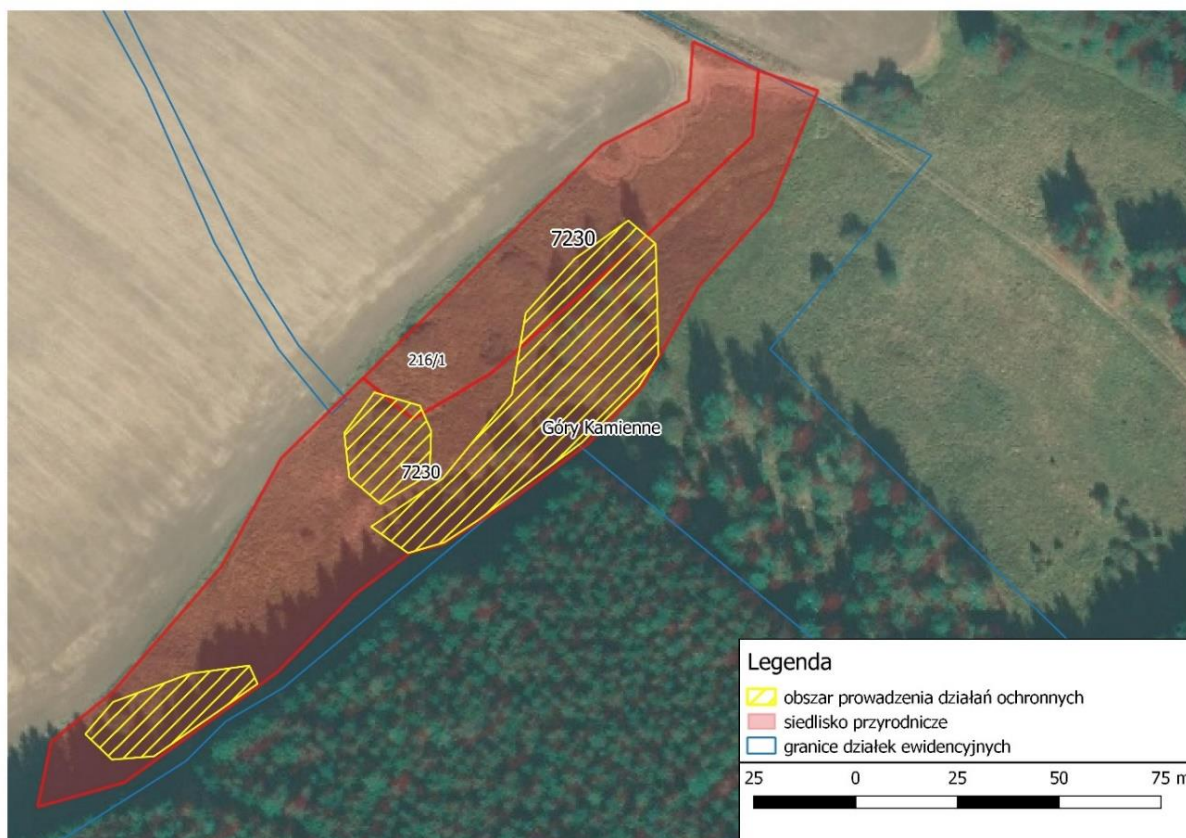 7230
216/1
Góry Kamienne
7230
Legenda
obszar prowadzenia działań ochronnych
siedlisko przyrodnicze
granice działek ewidencyjnych
25 0 25 50 75 m